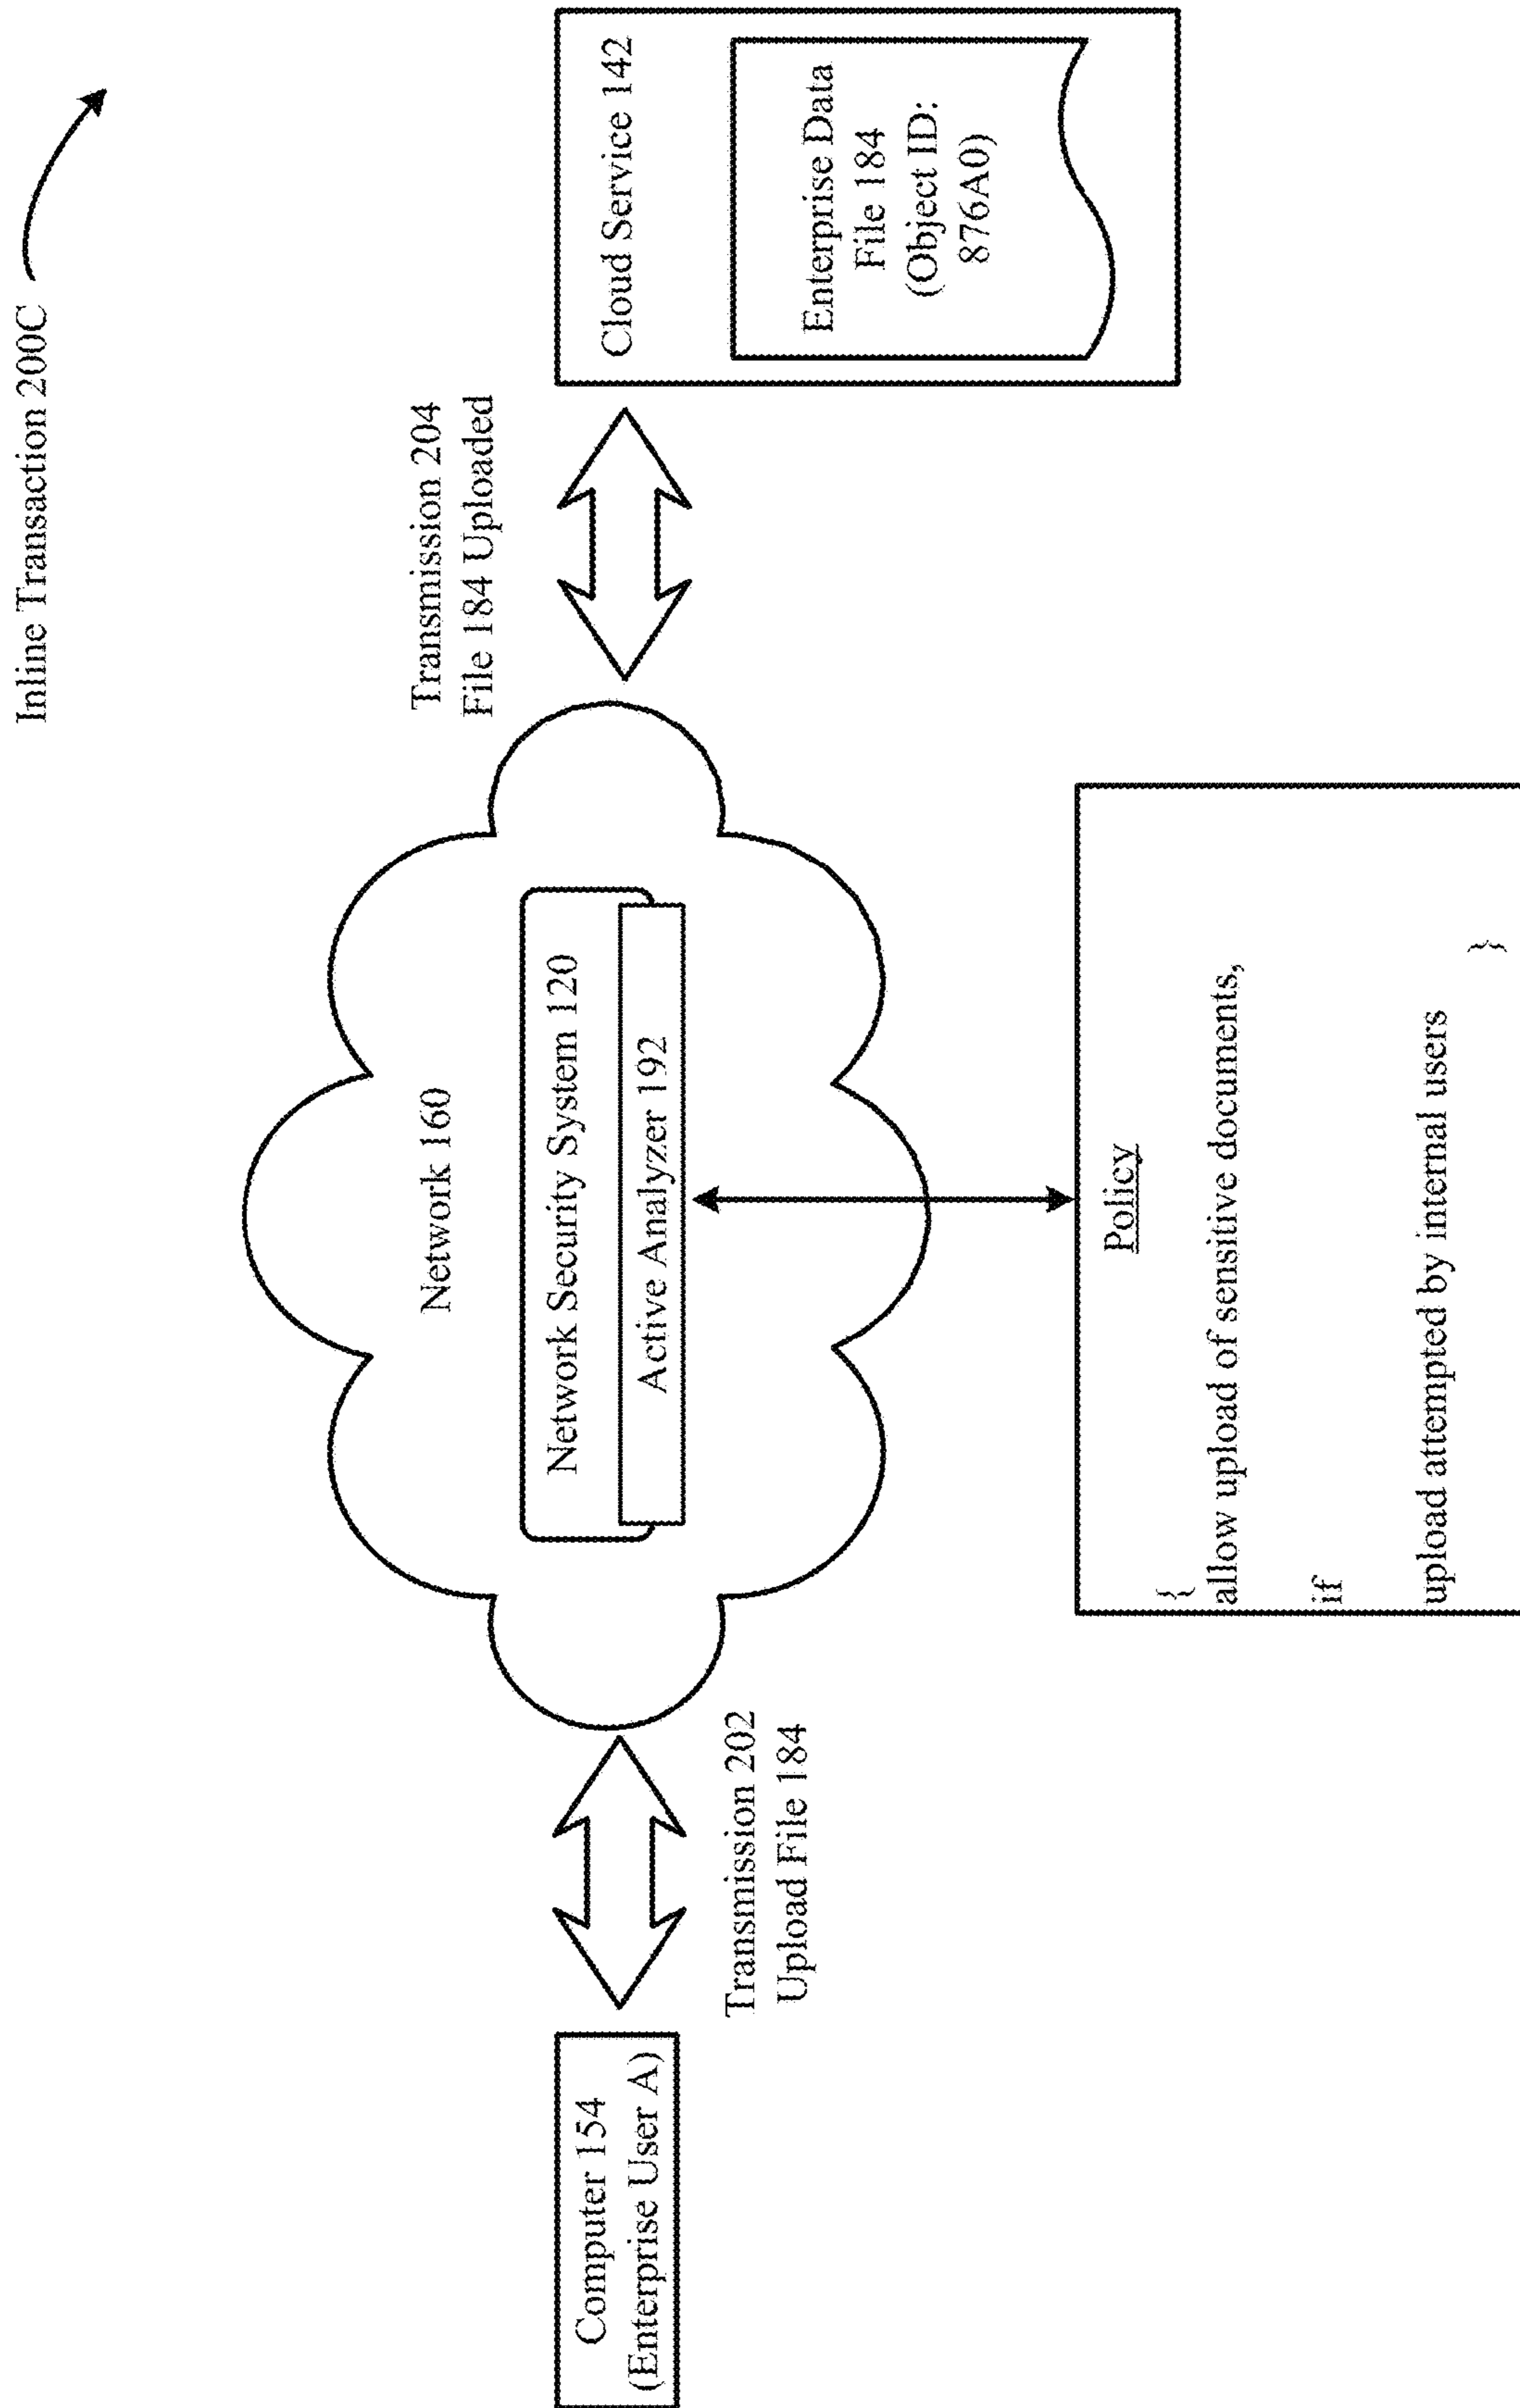 Inline Transaction 200C
Computer 154
(Enterprise User A)
Transmission 202
Upload File 184
Network 160
Network Security System 120
Active Analyzer 192
Transmission 204
File 184 Uploaded
Cloud Service 142
Enterprise Data
File 184
(Object ID:
876A0)
Policy
{
allow upload of sensitive documents,
if
upload attempted by internal users
}